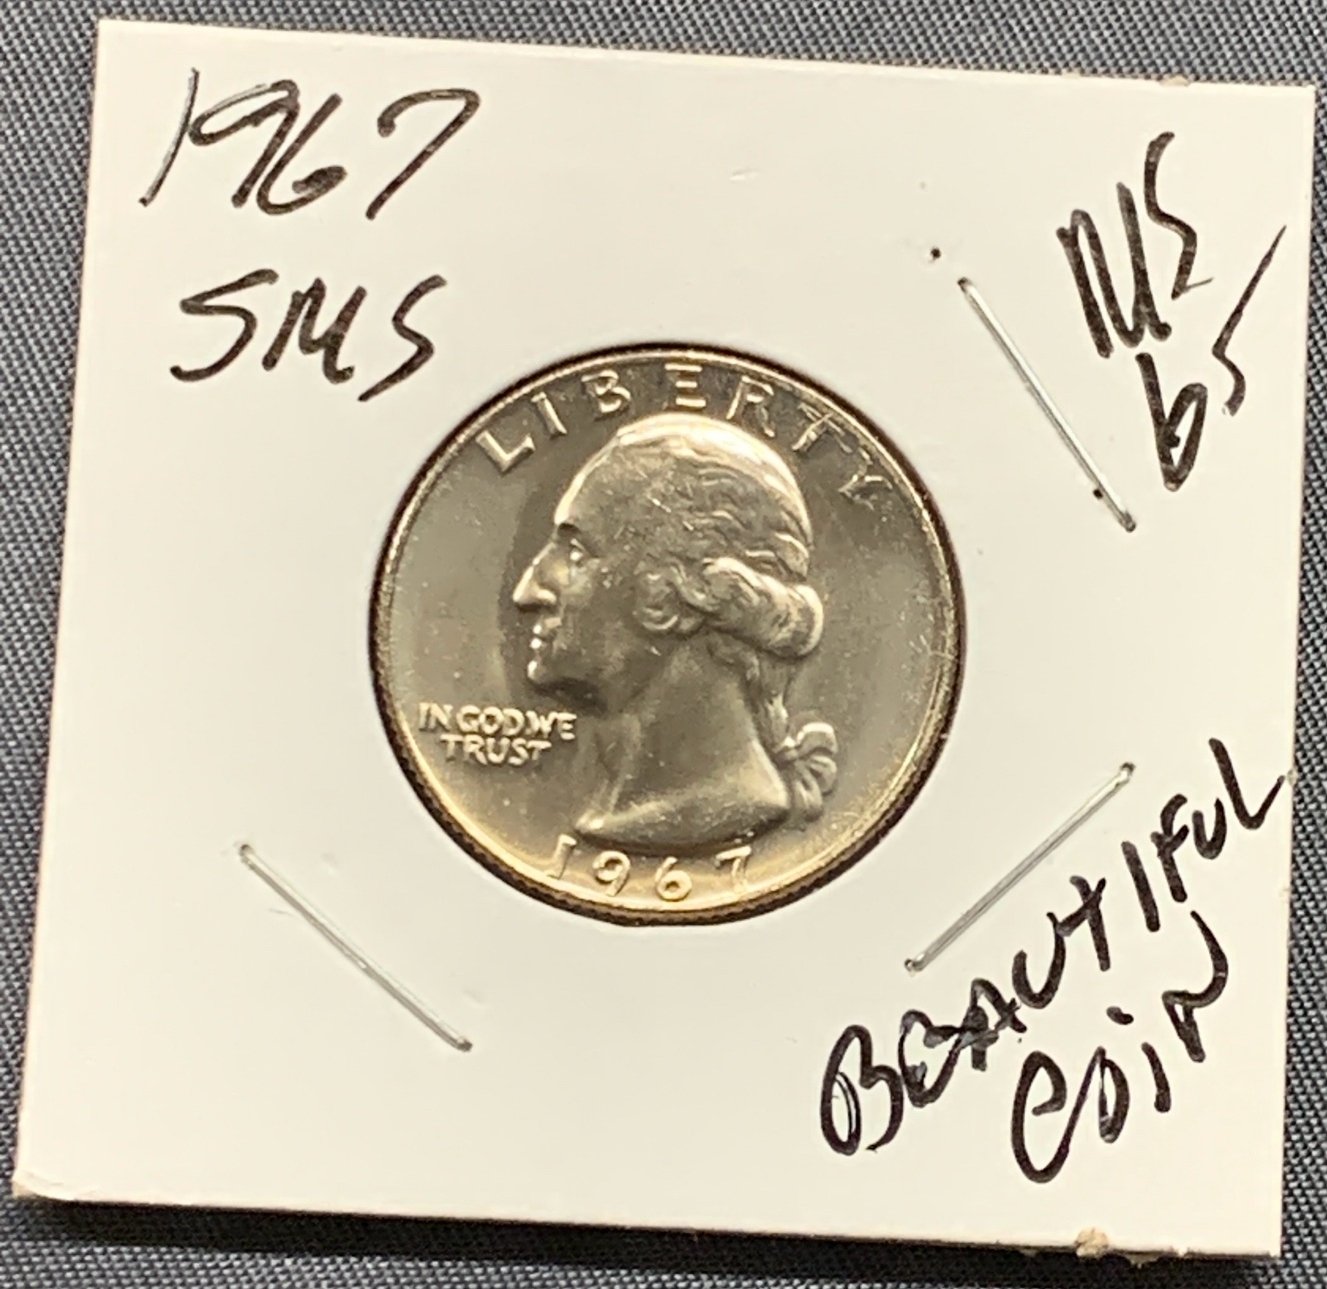 1967
SMS
MS
65
LIBERTY
IN GOD WE
TRUST
1967
BEAUTIFUL
COIN